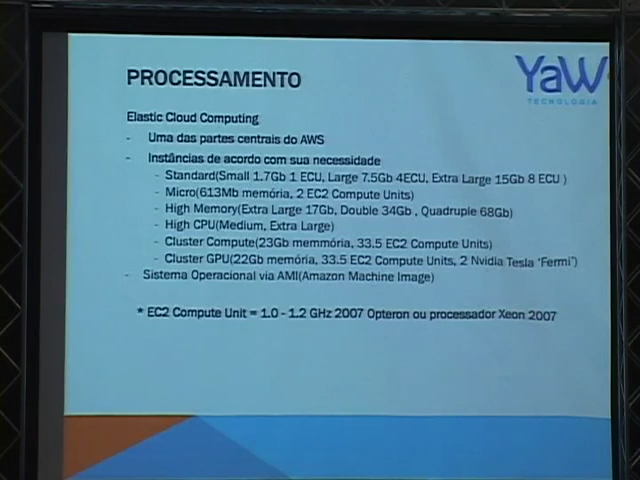 PROCESSAMENTO
YaW
TECNOLOGIA
Elastic Cloud Computing
- Uma das partes centrais do AWS
- Instâncias de acordo com sua necessidade
- Standard(Small 1.7Gb 1 ECU, Large 7.5Gb 4ECU, Extra Large 15Gb 8 ECU )
- Micro(613Mb memória, 2 EC2 Compute Units)
- High Memory(Extra Large 17Gb, Double 34Gb , Quadruple 68Gb)
- High CPU(Medium, Extra Large)
- Cluster Compute(23Gb memmória, 33.5 EC2 Compute Units)
- Cluster GPU(22Gb memória, 33.5 EC2 Compute Units, 2 Nvidia Tesla 'Fermi')
- Sistema Operacional via AMI(Amazon Machine Image)
* EC2 Compute Unit = 1.0 - 1.2 GHz 2007 Opteron ou processador Xeon 2007